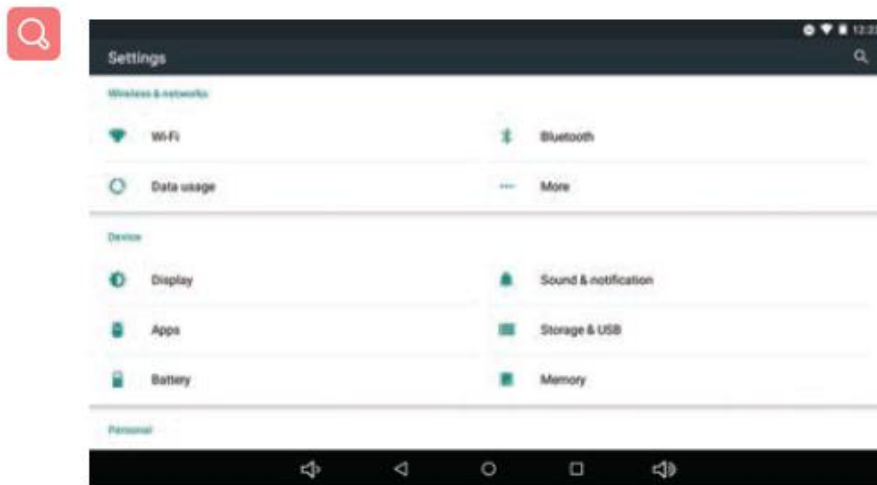 Settings
Wireless & networks
Wi-Fi
Bluetooth
Data usage
More
Device
Display
Sound & notification
Apps
Storage & USB
Battery
Memory
Personal